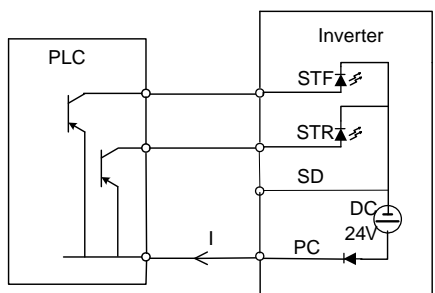 PLC
Inverter
STF
STR
SD
DC
24V
I
PC